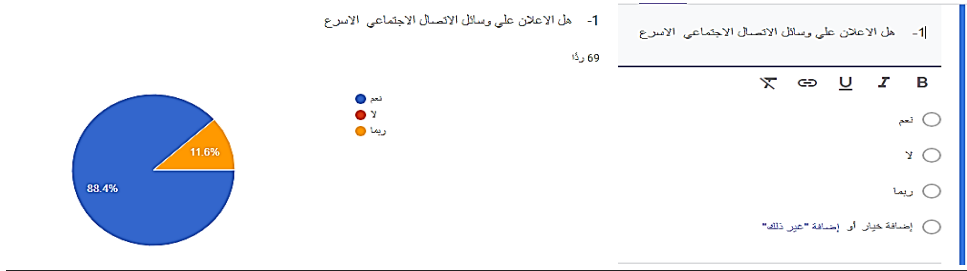 1- هل الاعلان علي وسائل الاتصال الاجتماعي الاسرع
B I U
نعم
لا
ربما
إضافة خيار أو إضافة "غير ذلك"
1- هل الاعلان علي وسائل الاتصال الاجتماعي الاسرع
69 ردًا
نعم
لا
ربما
11.6%
88.4%